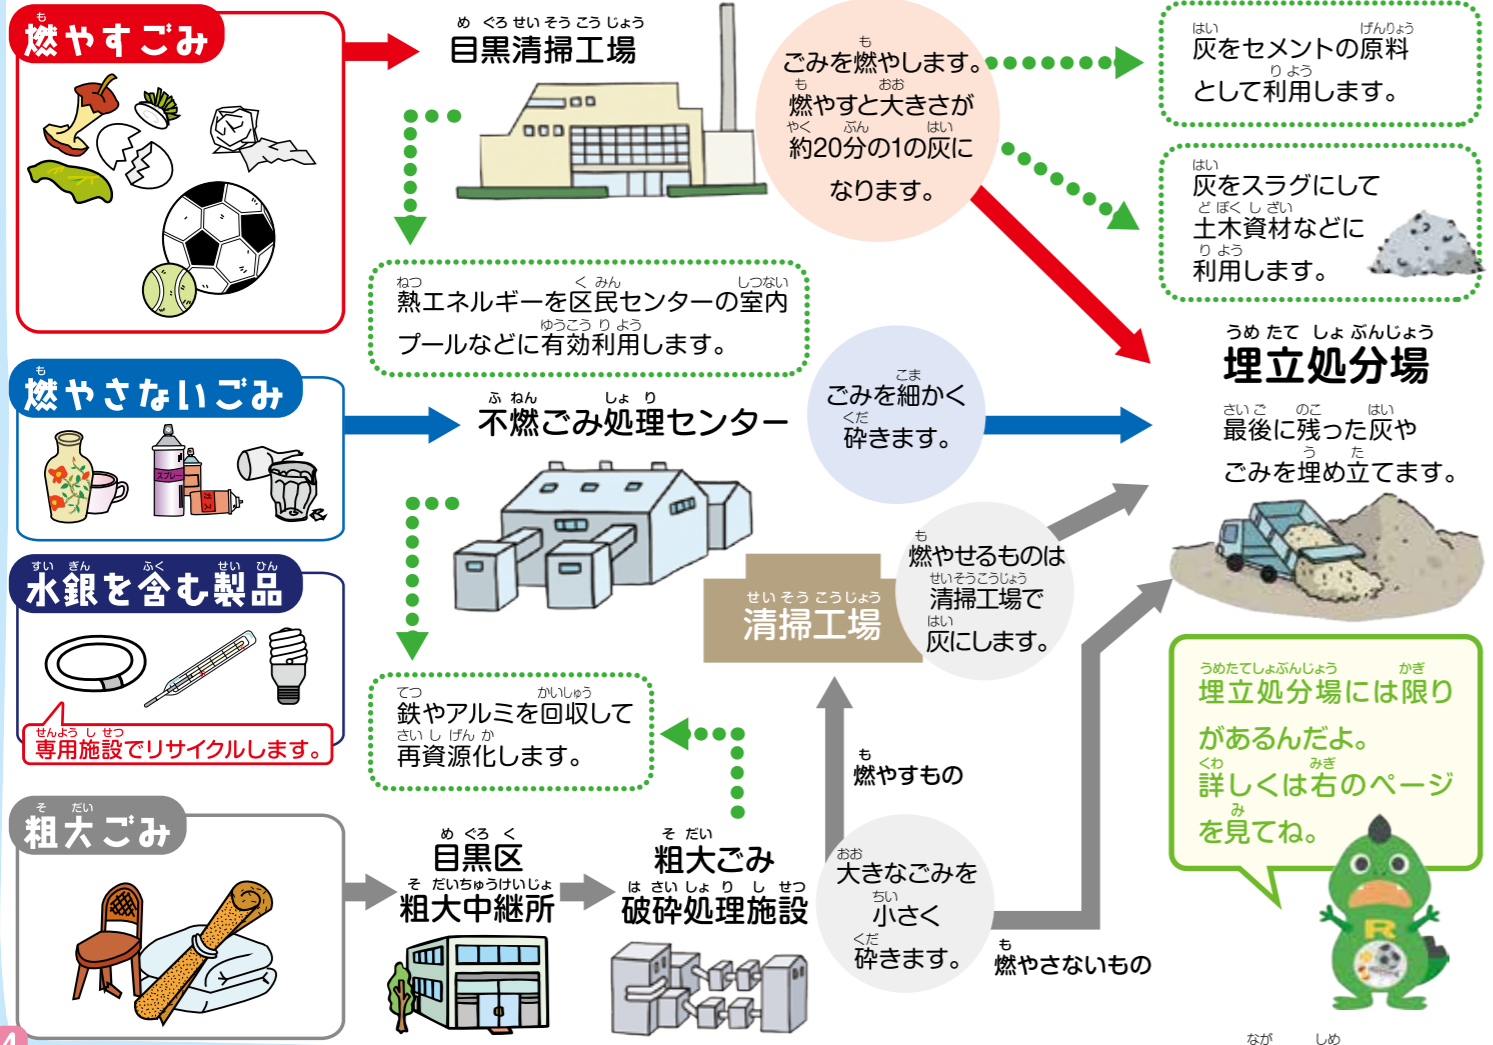 燃やすごみ
目黒清掃工場
ごみを燃やします。
燃やすと大きさが
約20分の1の灰に
なります。
灰をセメントの原料
として利用します。
灰をスラグにして
土木資材などに
利用します。
熱エネルギーを区民センターの室内
プールなどに有効利用します。
燃やさないごみ
スプレー
ガス
不燃ごみ処理センター
ごみを細かく
砕きます。
埋立処分場
最後に残った灰や
ごみを埋め立てます。
水銀を含む製品
専用施設でリサイクルします。
清掃工場
燃やせるものは
清掃工場で
灰にします。
鉄やアルミを回収して
再資源化します。
燃やすもの
粗大ごみ
目黒区
粗大中継所
粗大ごみ
破砕処理施設
大きなごみを
小さく
砕きます。
燃やさないもの
埋立処分場には限り
があるんだよ。
詳しくは右のページ
を見てね。
R
4
なが しめ